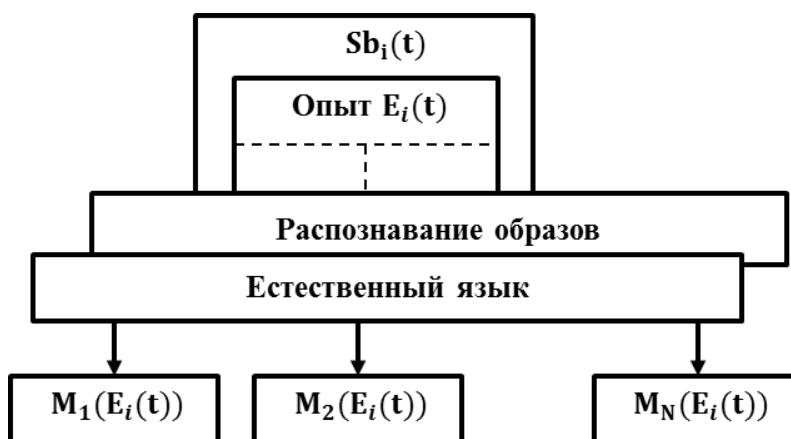 Sbᵢ(t)
Опыт Eᵢ(t)
Распознавание образов
Естественный язык
M₁(Eᵢ(t)) M₂(Eᵢ(t)) M_N(Eᵢ(t))